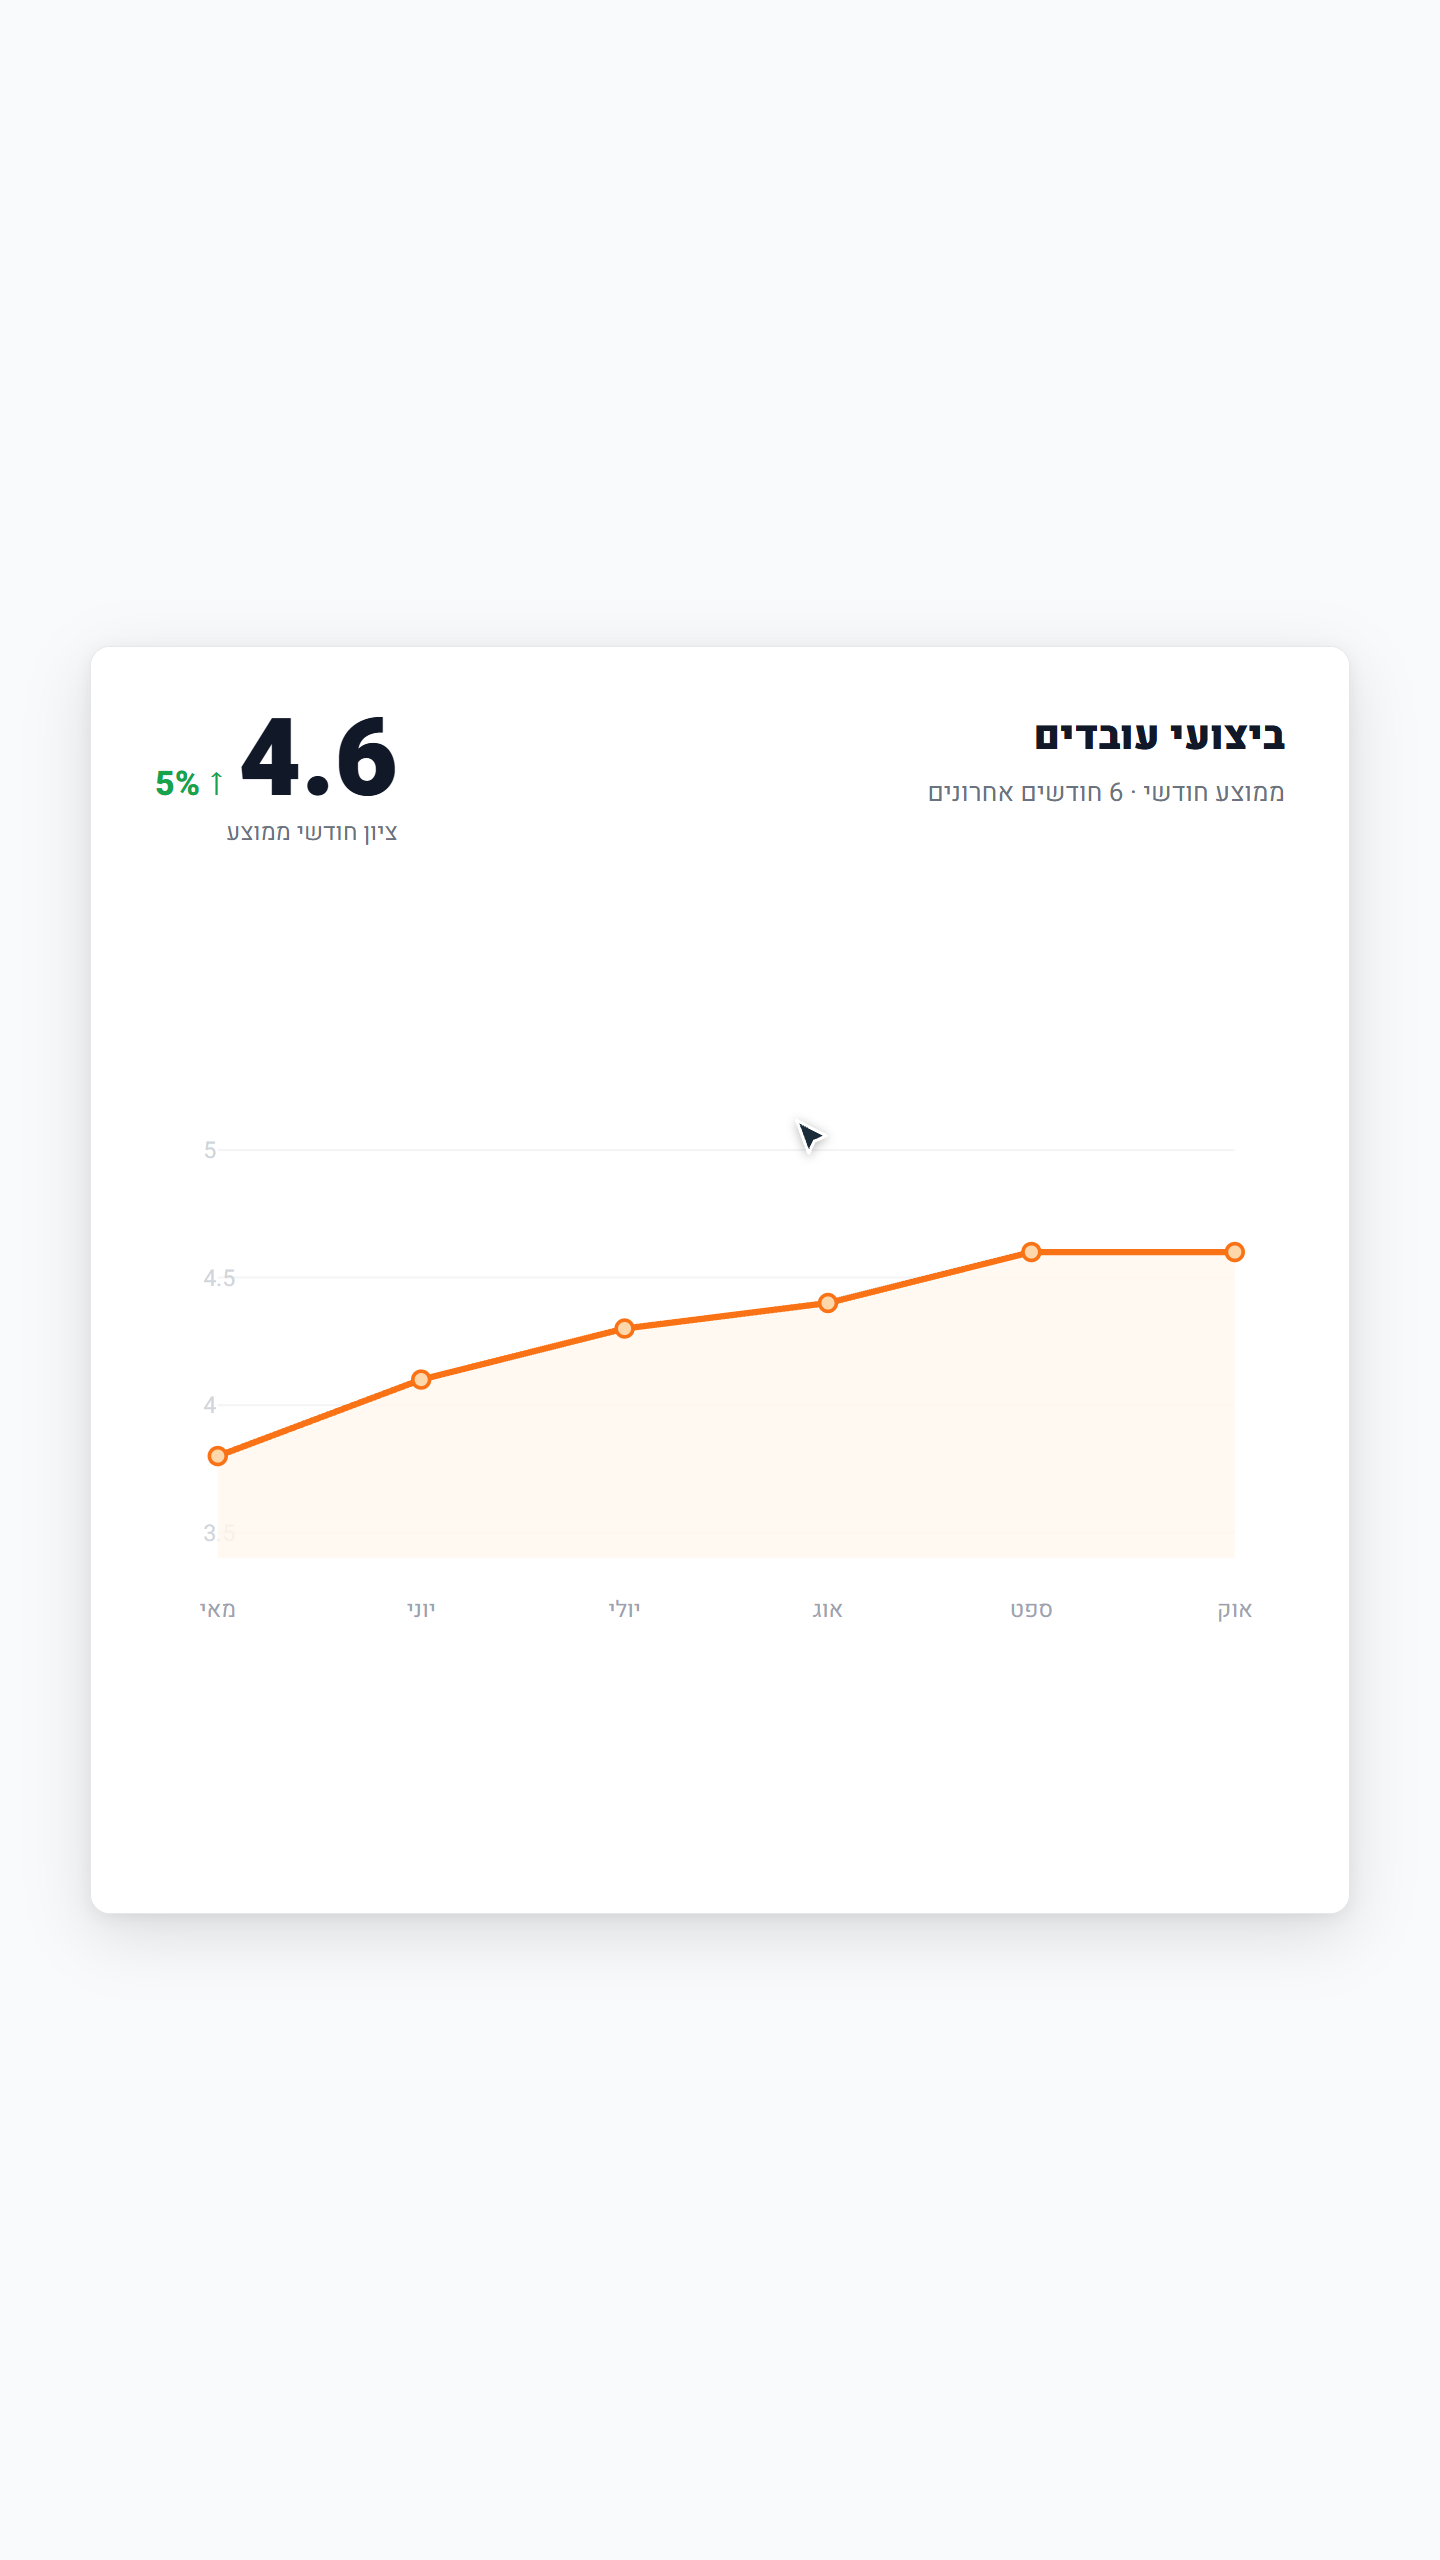 ביצועי עובדים
ממוצע חודשי · 6 חודשים אחרונים
4.6 ↑ 5%
ציון חודשי ממוצע
5
4.5
4
3.5
מאי יוני יולי אוג ספט אוק